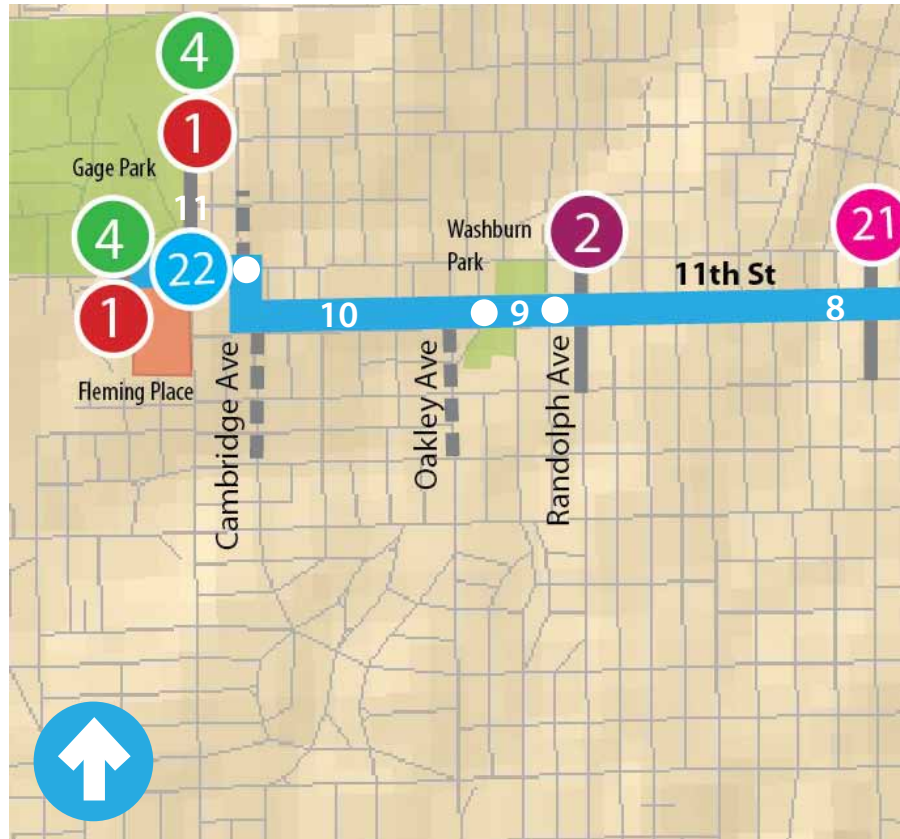 4
1
Gage Park
11
4
22
1
Fleming Place
Washburn
Park
2
21
11th St
10
9
8
Cambridge Ave
Oakley Ave
Randolph Ave